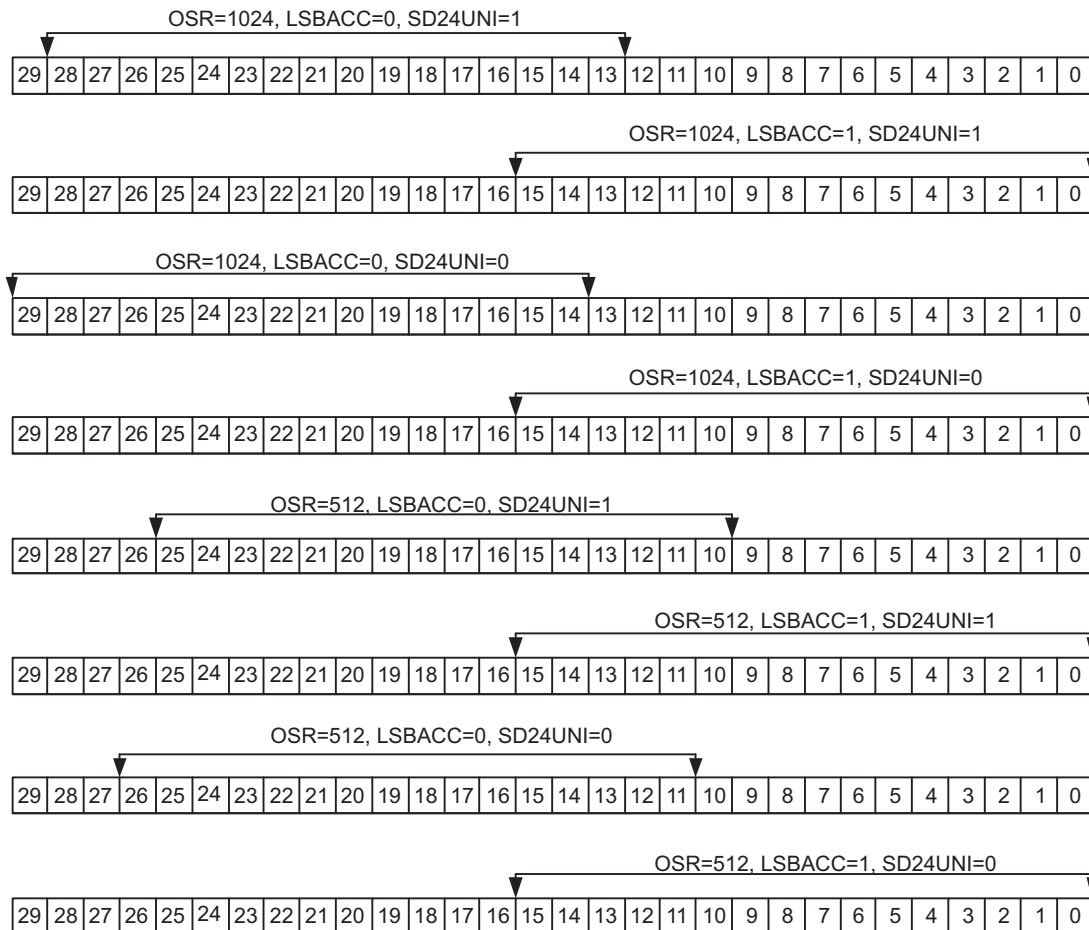 OSR=1024, LSBACC=0, SD24UNI=1
29 28 27 26 25 24 23 22 21 20 19 18 17 16 15 14 13 12 11 10 9 8 7 6 5 4 3 2 1 0
OSR=1024, LSBACC=1, SD24UNI=1
29 28 27 26 25 24 23 22 21 20 19 18 17 16 15 14 13 12 11 10 9 8 7 6 5 4 3 2 1 0
OSR=1024, LSBACC=0, SD24UNI=0
29 28 27 26 25 24 23 22 21 20 19 18 17 16 15 14 13 12 11 10 9 8 7 6 5 4 3 2 1 0
OSR=1024, LSBACC=1, SD24UNI=0
29 28 27 26 25 24 23 22 21 20 19 18 17 16 15 14 13 12 11 10 9 8 7 6 5 4 3 2 1 0
OSR=512, LSBACC=0, SD24UNI=1
29 28 27 26 25 24 23 22 21 20 19 18 17 16 15 14 13 12 11 10 9 8 7 6 5 4 3 2 1 0
OSR=512, LSBACC=1, SD24UNI=1
29 28 27 26 25 24 23 22 21 20 19 18 17 16 15 14 13 12 11 10 9 8 7 6 5 4 3 2 1 0
OSR=512, LSBACC=0, SD24UNI=0
29 28 27 26 25 24 23 22 21 20 19 18 17 16 15 14 13 12 11 10 9 8 7 6 5 4 3 2 1 0
OSR=512, LSBACC=1, SD24UNI=0
29 28 27 26 25 24 23 22 21 20 19 18 17 16 15 14 13 12 11 10 9 8 7 6 5 4 3 2 1 0